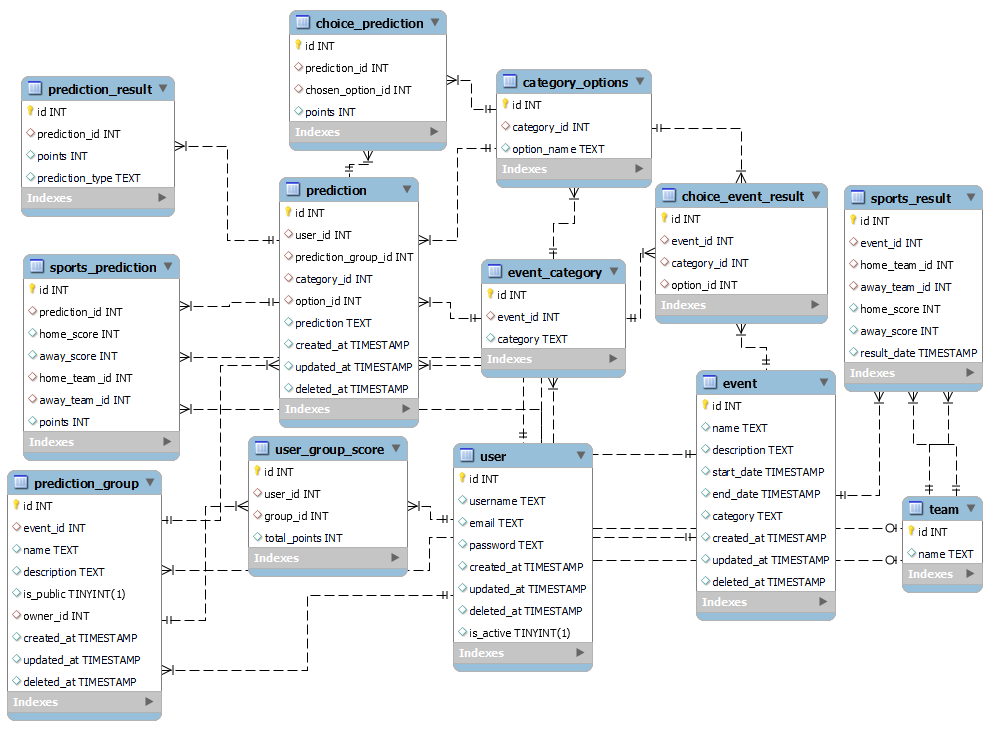 choice_prediction
id INT
prediction_id INT
chosen_option_id INT
points INT
Indexes
prediction_result
id INT
prediction_id INT
points INT
prediction_type TEXT
Indexes
category_options
id INT
category_id INT
option_name TEXT
Indexes
prediction
id INT
user_id INT
prediction_group_id INT
category_id INT
option_id INT
prediction TEXT
created_at TIMESTAMP
updated_at TIMESTAMP
deleted_at TIMESTAMP
Indexes
choice_event_result
id INT
event_id INT
category_id INT
option_id INT
Indexes
sports_result
id INT
event_id INT
home_team_id INT
away_team_id INT
home_score INT
away_score INT
result_date TIMESTAMP
Indexes
sports_prediction
id INT
prediction_id INT
home_score INT
away_score INT
home_team_id INT
away_team_id INT
points INT
Indexes
event_category
id INT
event_id INT
category TEXT
Indexes
event
id INT
name TEXT
description TEXT
start_date TIMESTAMP
end_date TIMESTAMP
category TEXT
created_at TIMESTAMP
updated_at TIMESTAMP
deleted_at TIMESTAMP
Indexes
user_group_score
id INT
user_id INT
group_id INT
total_points INT
Indexes
user
id INT
username TEXT
email TEXT
password TEXT
created_at TIMESTAMP
updated_at TIMESTAMP
deleted_at TIMESTAMP
is_active TINYINT(1)
Indexes
prediction_group
id INT
event_id INT
name TEXT
description TEXT
is_public TINYINT(1)
owner_id INT
created_at TIMESTAMP
updated_at TIMESTAMP
deleted_at TIMESTAMP
Indexes
team
id INT
name TEXT
Indexes